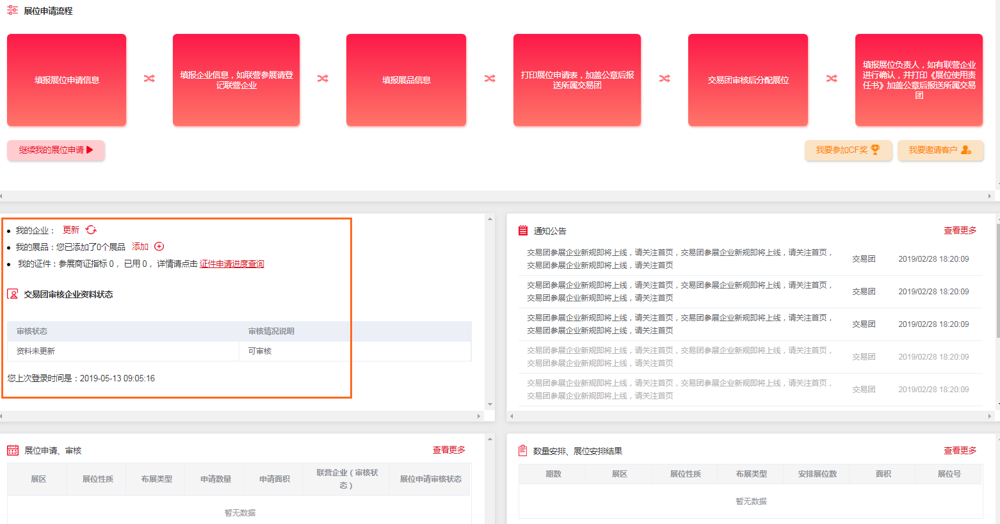 展位申请流程
填报展位申请信息
填报企业信息，如联营参展请登
记联营企业
填报展品信息
打印展位申请表，加盖公章后报
送所属交易团
交易团审核后分配展位
填报展位负责人，如有联营企业
进行确认，并打印《展位使用责
任书》加盖公章后报送所属交易
团
继续我的展位申请
我要参加CF奖
我要邀请客户
我的企业： 更新
我的展品：您已添加了0个展品 添加
我的证件：参展商证指标 0， 已用 0， 详情请点击 证件申请进度查询
交易团审核企业资料状态
审核状态 审核情况说明
资料未更新 可审核
您上次登录时间是：2019-05-13 09:05:16
通知公告 查看更多
交易团参展企业新规即将上线，请关注首页，交易团参展企业新规即将上线，请关注首页，
交易团参展企业新规即将上线，请关注首页
交易团 2019/02/28 18:20:09
交易团参展企业新规即将上线，请关注首页，交易团参展企业新规即将上线，请关注首页，
交易团参展企业新规即将上线，请关注首页
交易团 2019/02/28 18:20:09
交易团参展企业新规即将上线，请关注首页，交易团参展企业新规即将上线，请关注首页，
交易团参展企业新规即将上线，请关注首页
交易团 2019/02/28 18:20:09
交易团参展企业新规即将上线，请关注首页，交易团参展企业新规即将上线，请关注首页，
交易团参展企业新规即将上线，请关注首页
交易团 2019/02/28 18:20:09
交易团参展企业新规即将上线，请关注首页，交易团参展企业新规即将上线，请关注首页，
交易团参展企业新规即将上线，请关注首页
交易团 2019/02/28 18:20:09
展位申请、审核 查看更多
展区 展位性质 布展类型 申请数量 申请面积 联营企业（审核状
态） 展位申请审核状态
暂无数据
数量安排、展位安排结果 查看更多
期数 展区 展位性质 布展类型 安排展位数 面积 展位号
暂无数据